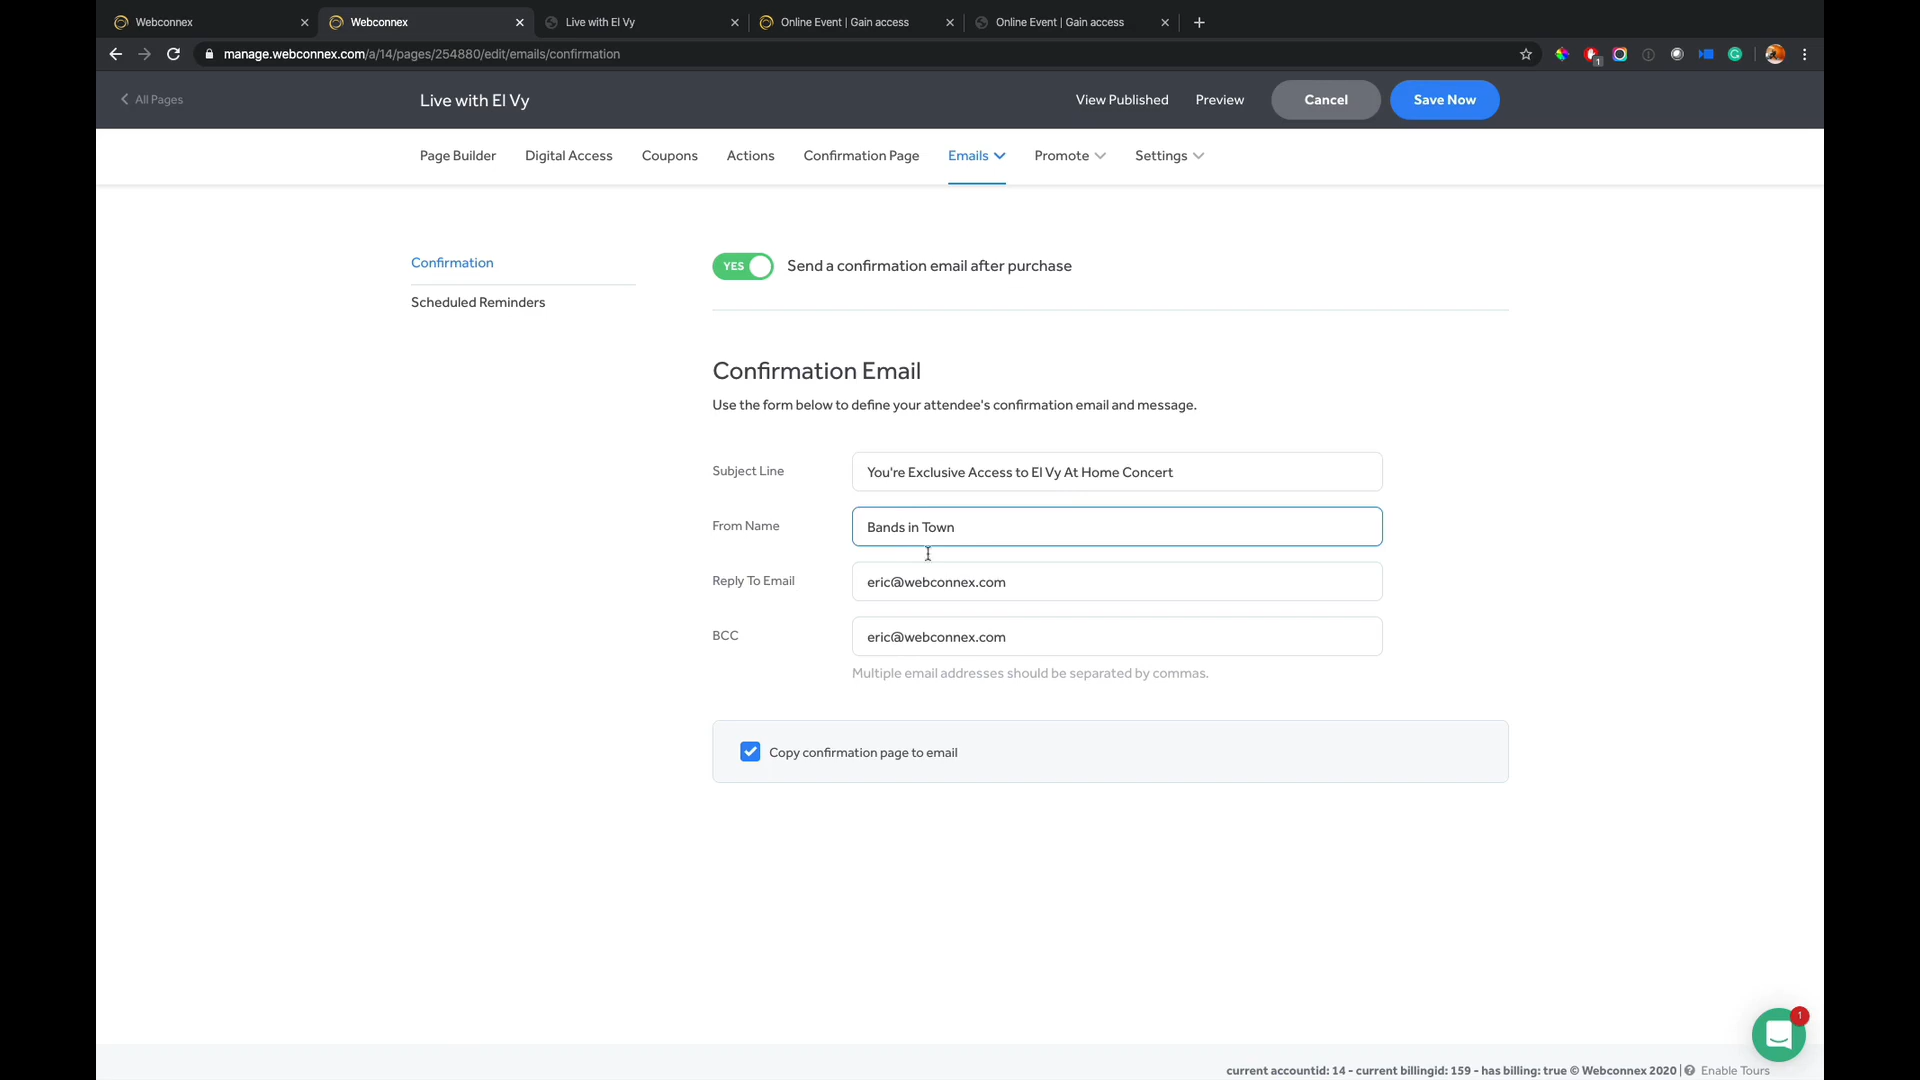 Webconnex
Webconnex
Live with El Vy
Online Event | Gain access
Online Event | Gain access
manage.webconnex.com/a/14/pages/254880/edit/emails/confirmation
1
All Pages
Live with El Vy
View Published
Preview
Cancel
Save Now
Page Builder
Digital Access
Coupons
Actions
Confirmation Page
Emails
Promote
Settings
Confirmation
Scheduled Reminders
YES
Send a confirmation email after purchase
Confirmation Email
Use the form below to define your attendee's confirmation email and message.
Subject Line
You're Exclusive Access to El Vy At Home Concert
From Name
Bands in Town
Reply To Email
eric@webconnex.com
BCC
eric@webconnex.com
Multiple email addresses should be separated by commas.
Copy confirmation page to email
1
current accountid: 14 - current billingid: 159 - has billing: true © Webconnex 2020 | ? Enable Tours